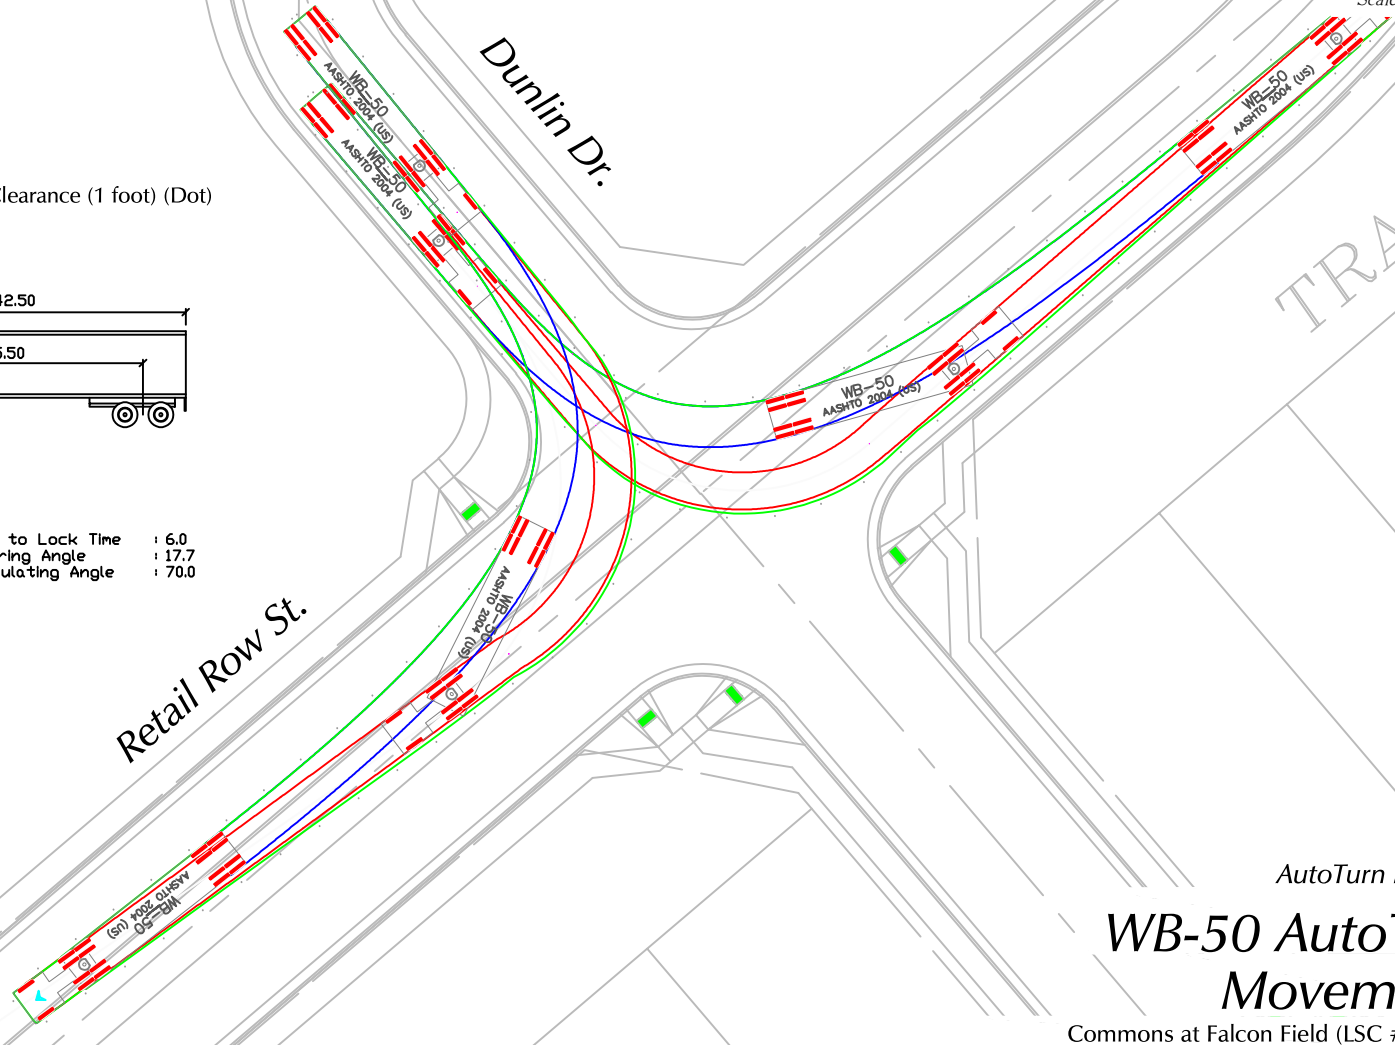 Dunlin Dr.
WB-50
AASHTO 2004 (US)
WB-50
AASHTO 2004 (US)
WB-50
AASHTO 2004 (US)
learance (1 foot) (Dot)
TRA
2.50
.50
WB-50
AASHTO 2004 (US)
to Lock Time : 6.0
ring Angle : 17.7
ulating Angle : 70.0
WB-50
AASHTO 2004 (US)
Retail Row St.
WB-50
AASHTO 2004 (US)
AutoTurn
WB-50 Auto
Movem
Commons at Falcon Field (LSC #